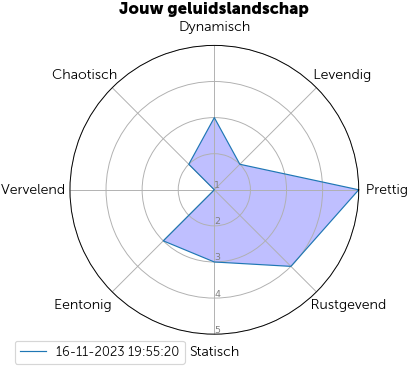 Jouw geluidslandschap
Dynamisch
Chaotisch
Levendig
Vervelend
1
Prettig
2
3
4
Eentonig
Rustgevend
5
16-11-2023 19:55:20
Statisch